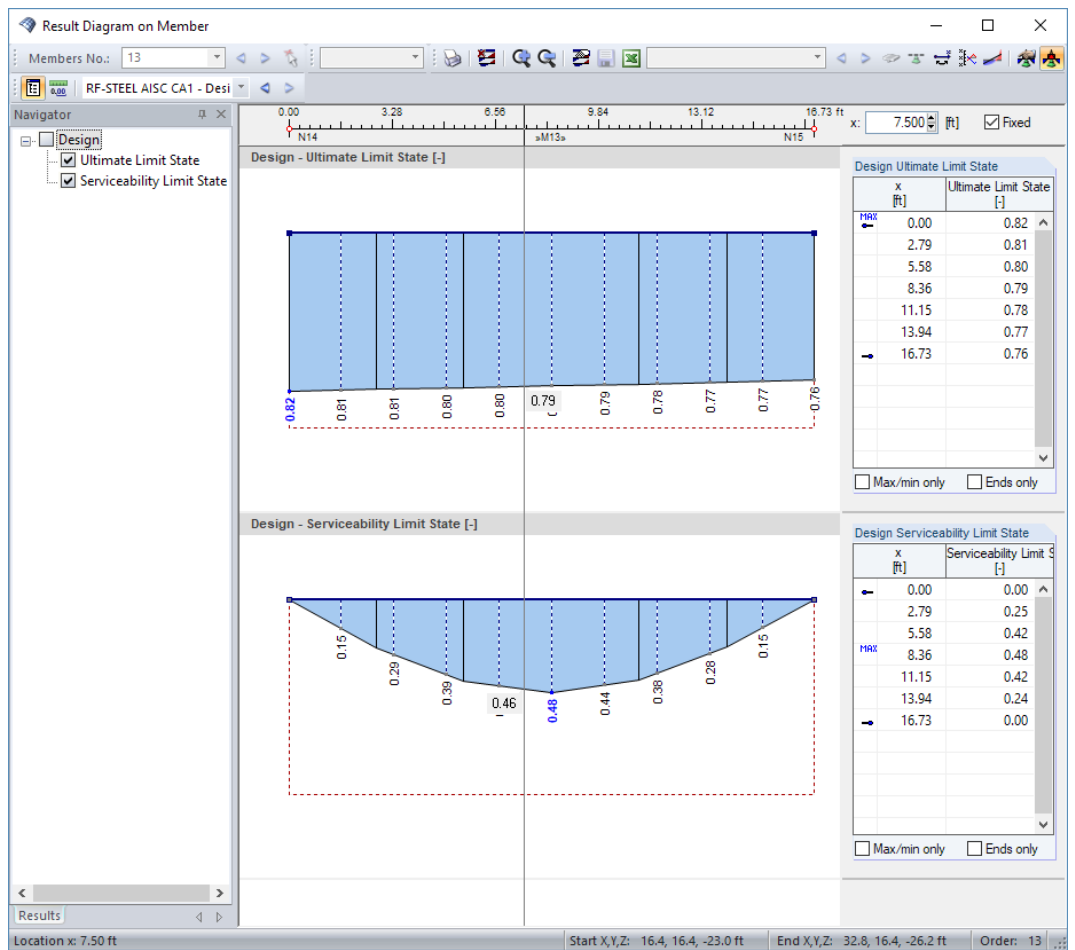 Result Diagram on Member
Members No.: 13
RF-STEEL AISC CA1 - Desi
Navigator
Design
Ultimate Limit State
Serviceability Limit State
Results
0.00 3.28 6.56 9.84 13.12 16.73 ft
N14 »M13» N15
x: 7.500 [ft] Fixed
Design - Ultimate Limit State [-]
0.82 0.81 0.81 0.80 0.80 0.79 0.79 0.78 0.77 0.77 0.76
Design Ultimate Limit State
x Ultimate Limit State
[ft] [-]
MAX 0.00 0.82
2.79 0.81
5.58 0.80
8.36 0.79
11.15 0.78
13.94 0.77
16.73 0.76
Max/min only Ends only
Design - Serviceability Limit State [-]
0.15 0.29 0.39 0.46 0.48 0.44 0.38 0.28 0.15
Design Serviceability Limit State
x Serviceability Limit S
[ft] [-]
0.00 0.00
2.79 0.25
5.58 0.42
MAX 8.36 0.48
11.15 0.42
13.94 0.24
16.73 0.00
Max/min only Ends only
Location x: 7.50 ft Start X,Y,Z: 16.4, 16.4, -23.0 ft End X,Y,Z: 32.8, 16.4, -26.2 ft Order: 13